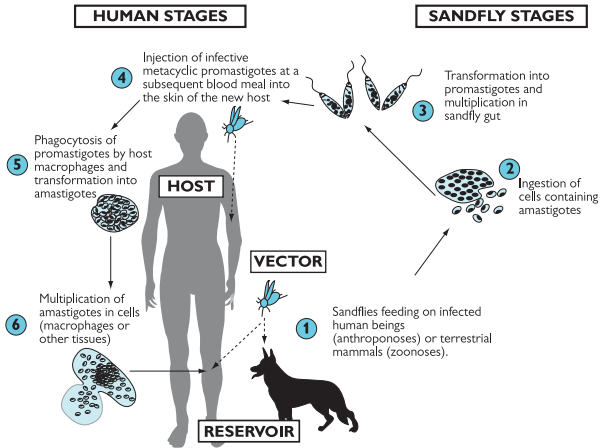 HUMAN STAGES
SANDFLY STAGES
4
Injection of infective
metacyclic promastigotes at a
subsequent blood meal into
the skin of the new host
3
Transformation into
promastigotes and
multiplication in
sandfly gut
5
Phagocytosis of
promastigotes by host
macrophages and
transformation into
amastigotes
HOST
2
Ingestion of
cells containing
amastigotes
VECTOR
6
Multiplication of
amastigotes in cells
(macrophages or
other tissues)
1
Sandflies feeding on infected
human beings
(anthroponoses) or terrestrial
mammals (zoonoses).
RESERVOIR